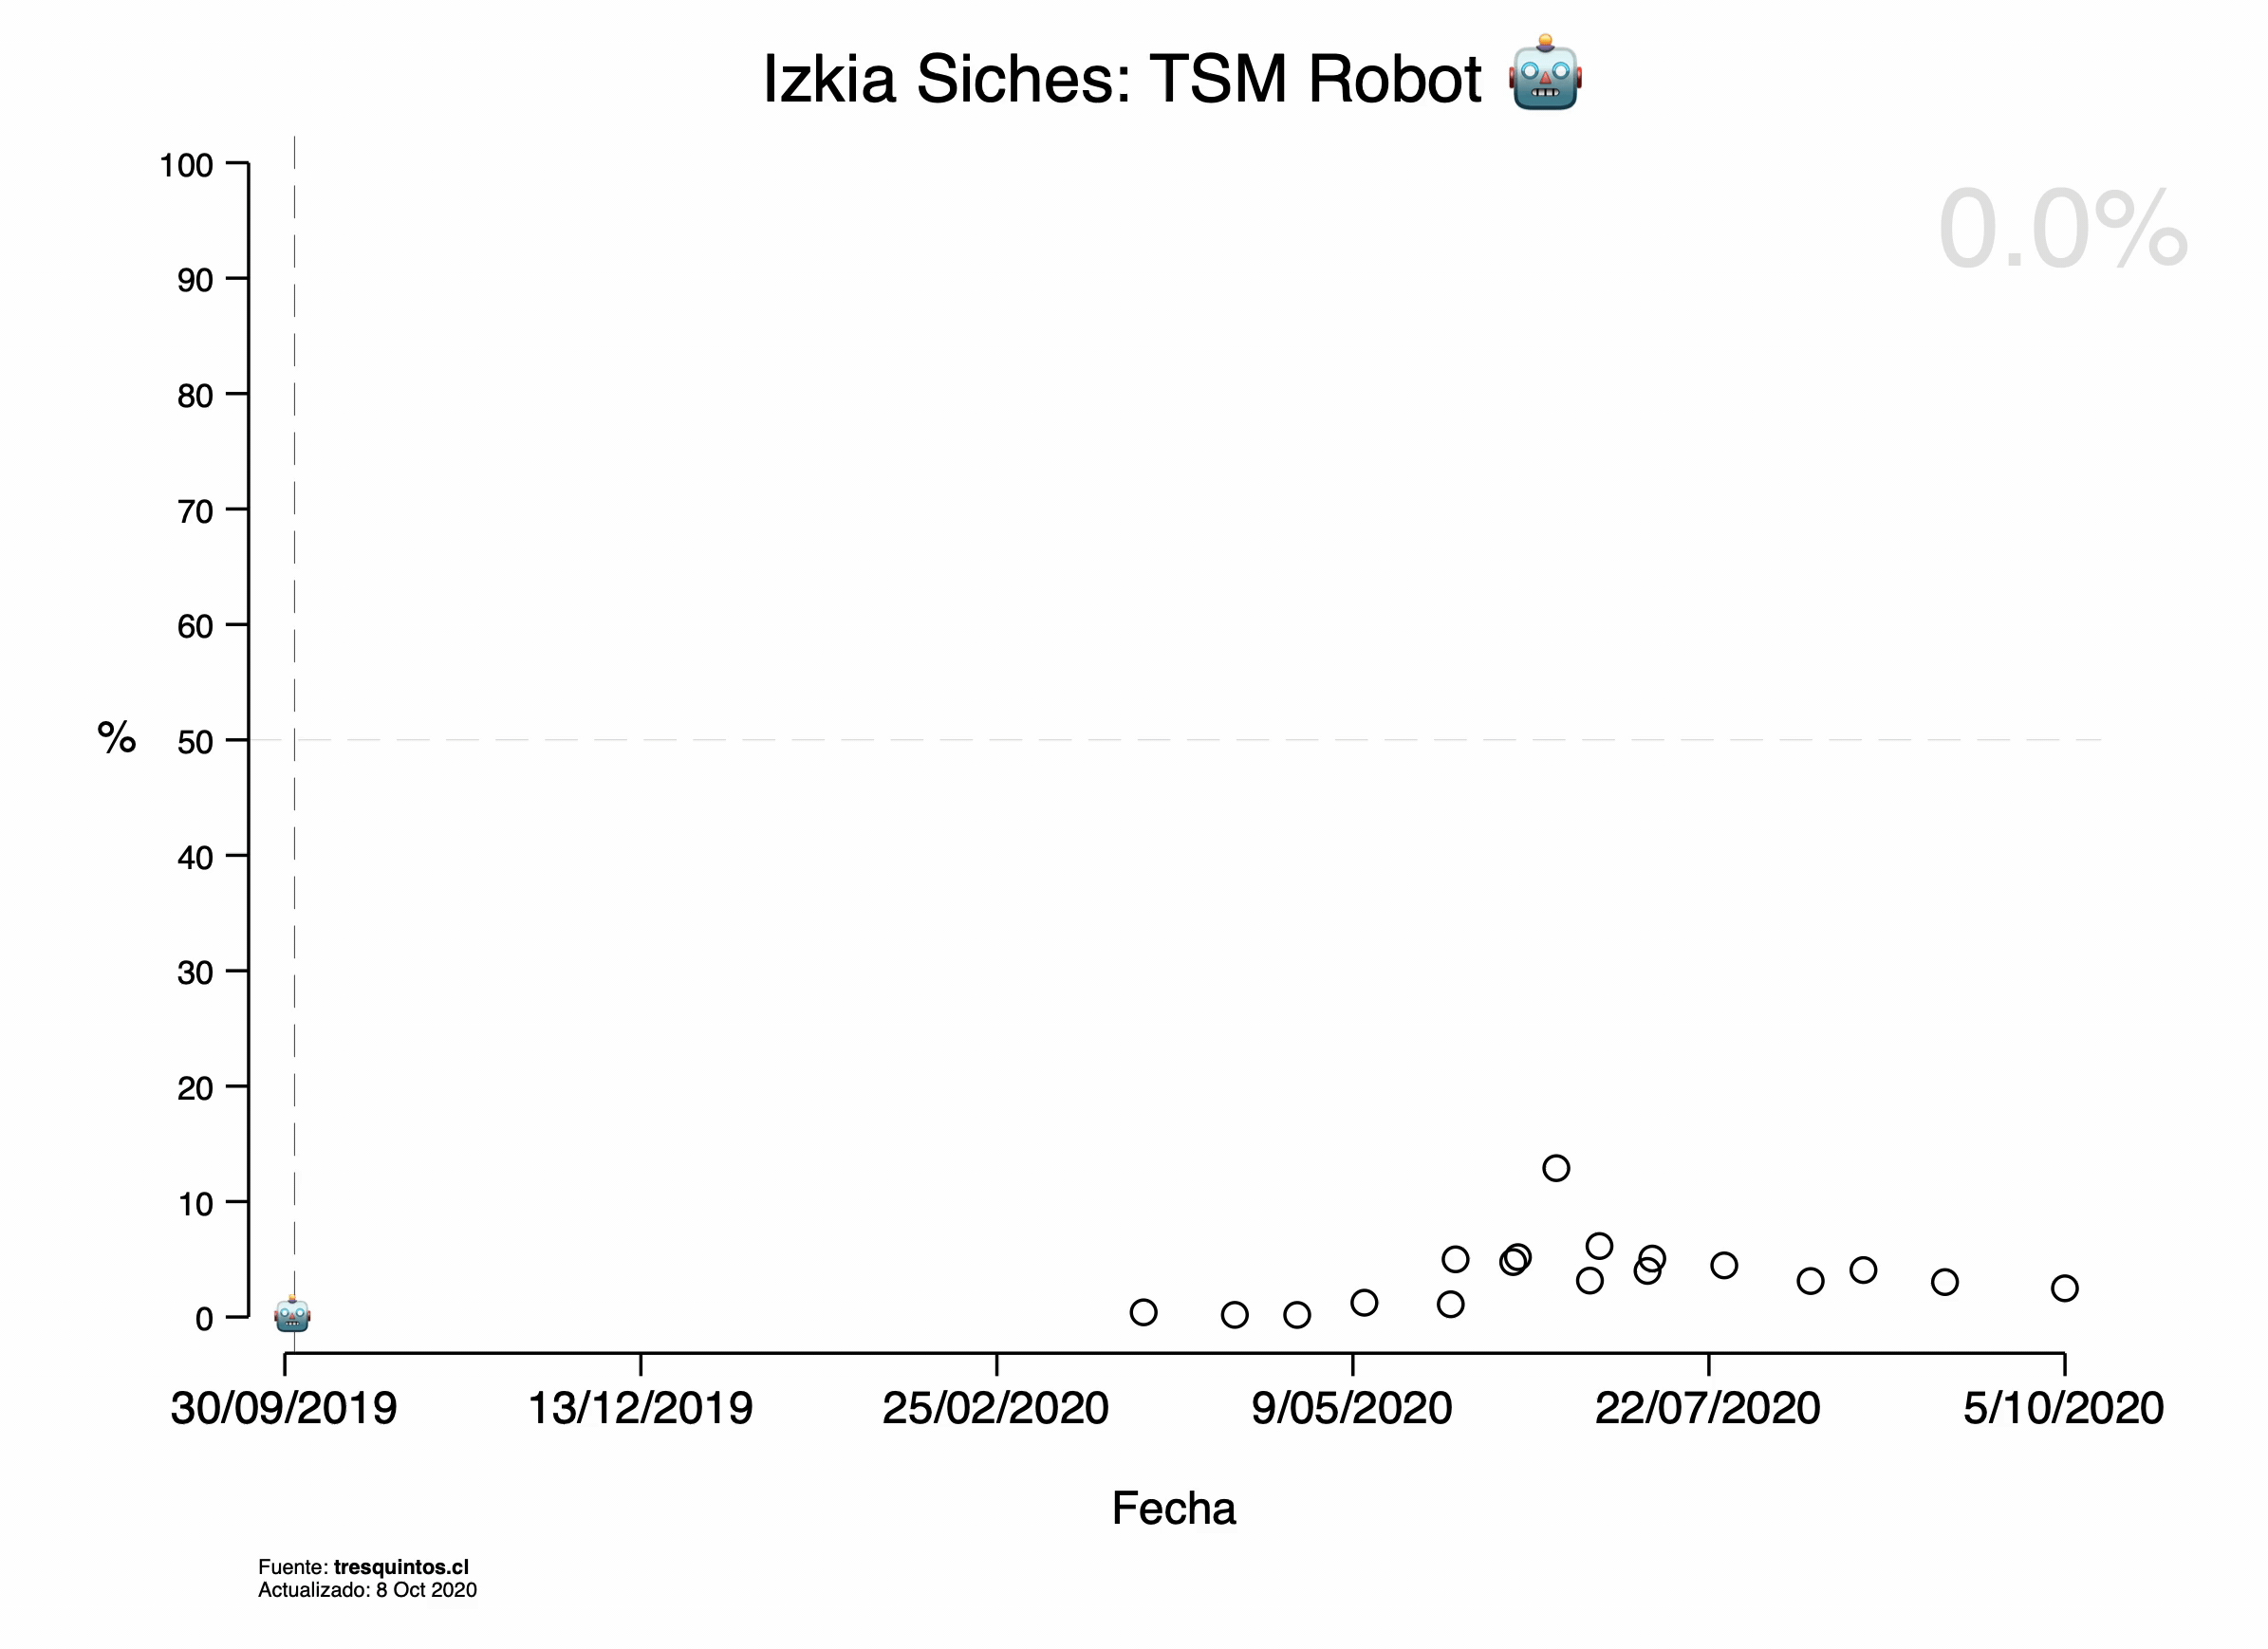 Izkia Siches: TSM Robot 🤖
0.0%
100
90
80
70
60
50
40
30
20
10
0
%
30/09/2019 13/12/2019 25/02/2020 9/05/2020 22/07/2020 5/10/2020
Fecha
Fuente: tresquintos.cl
Actualizado: 8 Oct 2020